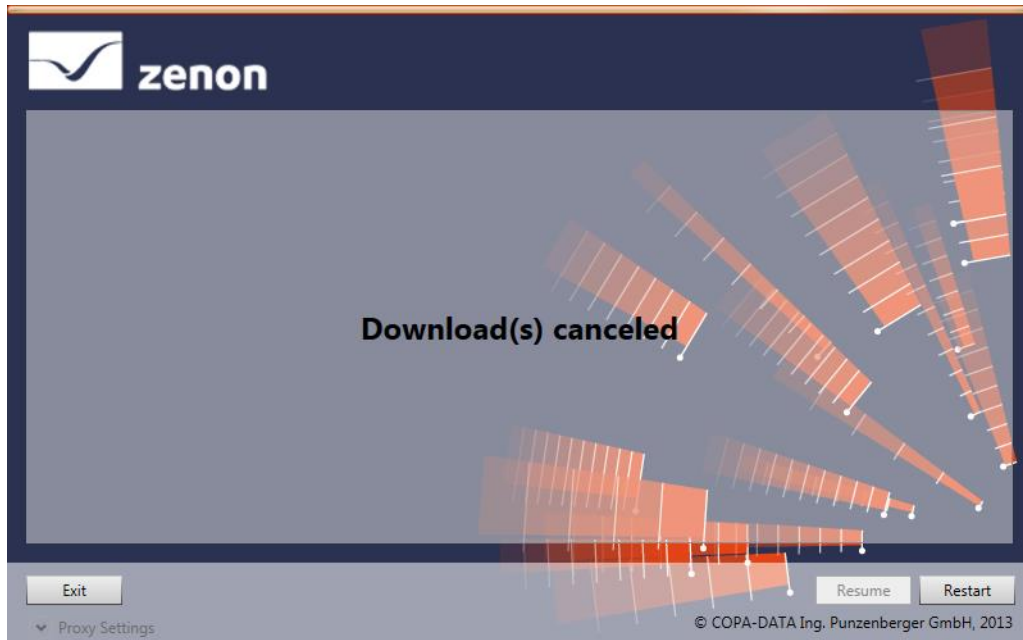 zenon
Download(s) canceled
Exit
Resume
Restart
Proxy Settings
© COPA-DATA Ing. Punzenberger GmbH, 2013